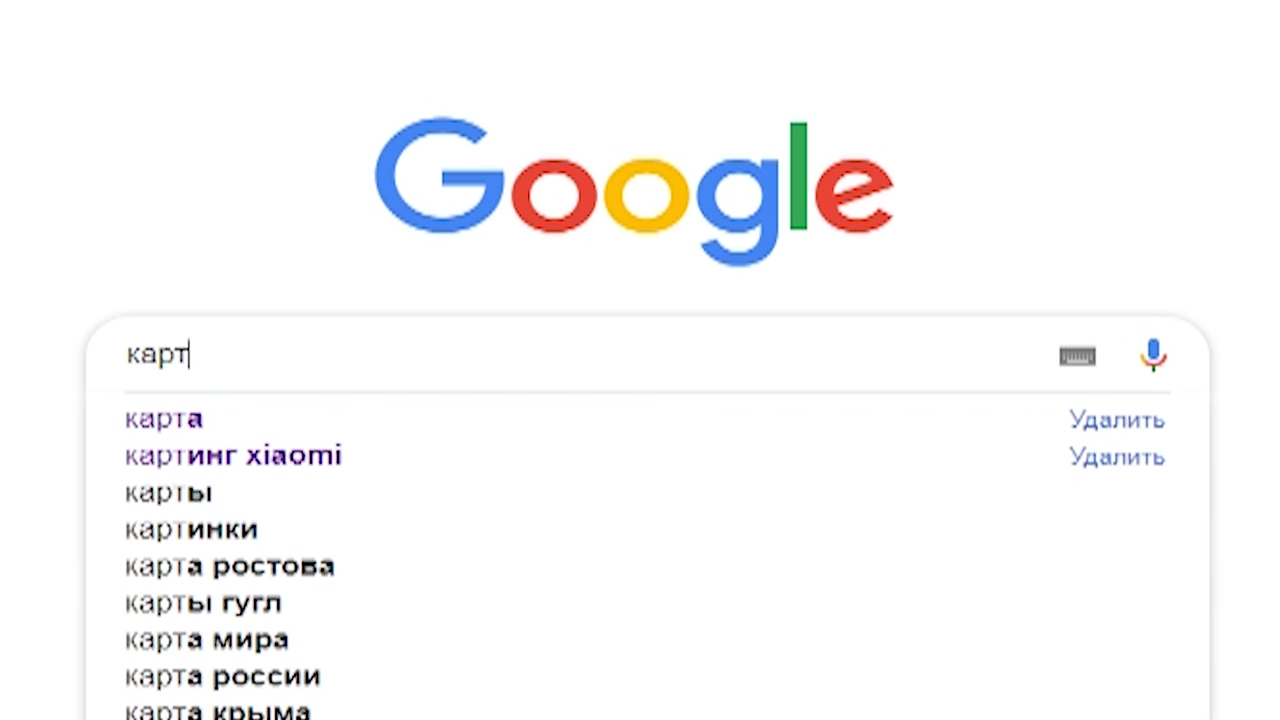 Google
карт
карта Удалить
картинг xiaomi Удалить
карты
картинки
карта ростова
карты гугл
карта мира
карта россии
карта крыма